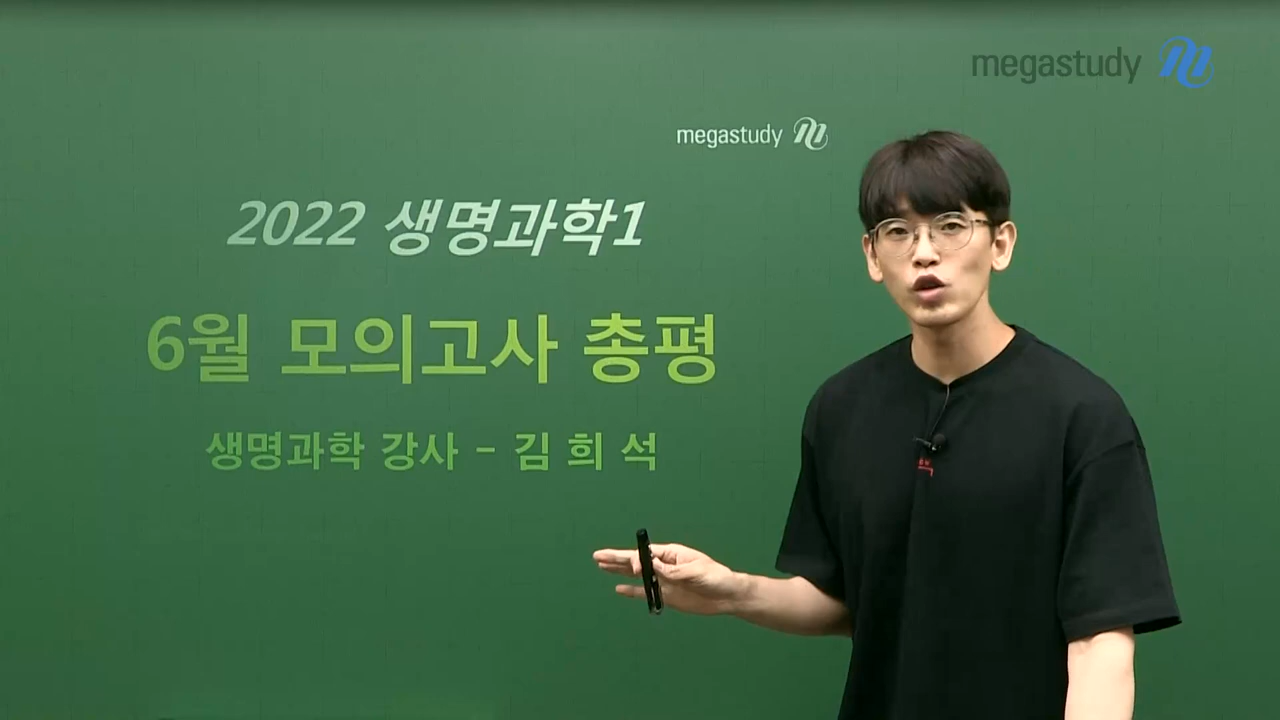 megastudy
megastudy
2022 생명과학1
6월 모의고사 총평
생명과학 강사 - 김 희 석